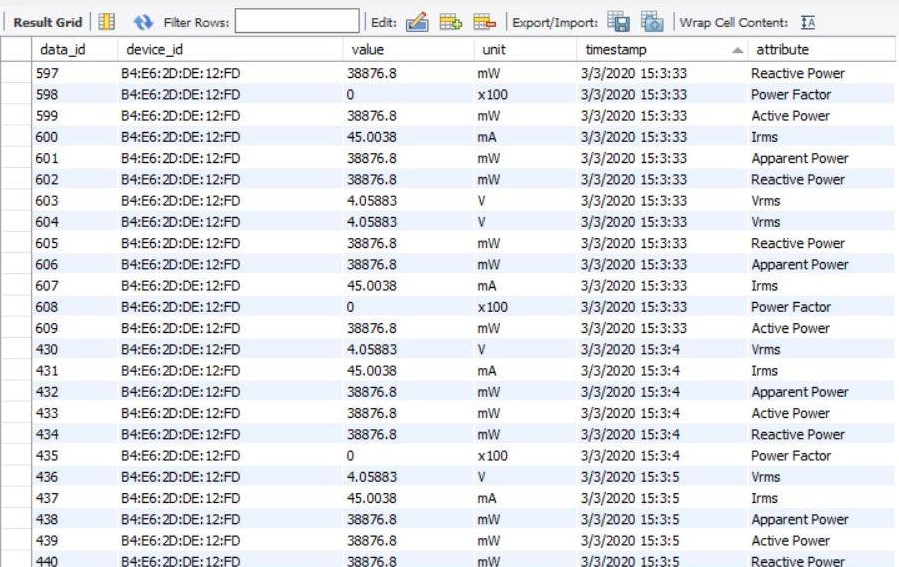 Result Grid Filter Rows: Edit: Export/Import: Wrap Cell Content: IA
data_id device_id value unit timestamp attribute
597 B4:E6:2D:DE:12:FD 38876.8 mW 3/3/2020 15:3:33 Reactive Power
598 B4:E6:2D:DE:12:FD 0 x100 3/3/2020 15:3:33 Power Factor
599 B4:E6:2D:DE:12:FD 38876.8 mW 3/3/2020 15:3:33 Active Power
600 B4:E6:2D:DE:12:FD 45.0038 mA 3/3/2020 15:3:33 Irms
601 B4:E6:2D:DE:12:FD 38876.8 mW 3/3/2020 15:3:33 Apparent Power
602 B4:E6:2D:DE:12:FD 38876.8 mW 3/3/2020 15:3:33 Reactive Power
603 B4:E6:2D:DE:12:FD 4.05883 V 3/3/2020 15:3:33 Vrms
604 B4:E6:2D:DE:12:FD 4.05883 V 3/3/2020 15:3:33 Vrms
605 B4:E6:2D:DE:12:FD 38876.8 mW 3/3/2020 15:3:33 Reactive Power
606 B4:E6:2D:DE:12:FD 38876.8 mW 3/3/2020 15:3:33 Apparent Power
607 B4:E6:2D:DE:12:FD 45.0038 mA 3/3/2020 15:3:33 Irms
608 B4:E6:2D:DE:12:FD 0 x100 3/3/2020 15:3:33 Power Factor
609 B4:E6:2D:DE:12:FD 38876.8 mW 3/3/2020 15:3:33 Active Power
430 B4:E6:2D:DE:12:FD 4.05883 V 3/3/2020 15:3:4 Vrms
431 B4:E6:2D:DE:12:FD 45.0038 mA 3/3/2020 15:3:4 Irms
432 B4:E6:2D:DE:12:FD 38876.8 mW 3/3/2020 15:3:4 Apparent Power
433 B4:E6:2D:DE:12:FD 38876.8 mW 3/3/2020 15:3:4 Active Power
434 B4:E6:2D:DE:12:FD 38876.8 mW 3/3/2020 15:3:4 Reactive Power
435 B4:E6:2D:DE:12:FD 0 x100 3/3/2020 15:3:4 Power Factor
436 B4:E6:2D:DE:12:FD 4.05883 V 3/3/2020 15:3:5 Vrms
437 B4:E6:2D:DE:12:FD 45.0038 mA 3/3/2020 15:3:5 Irms
438 B4:E6:2D:DE:12:FD 38876.8 mW 3/3/2020 15:3:5 Apparent Power
439 B4:E6:2D:DE:12:FD 38876.8 mW 3/3/2020 15:3:5 Active Power
440 B4:E6:2D:DE:12:FD 38876.8 mW 3/3/2020 15:3:5 Reactive Power